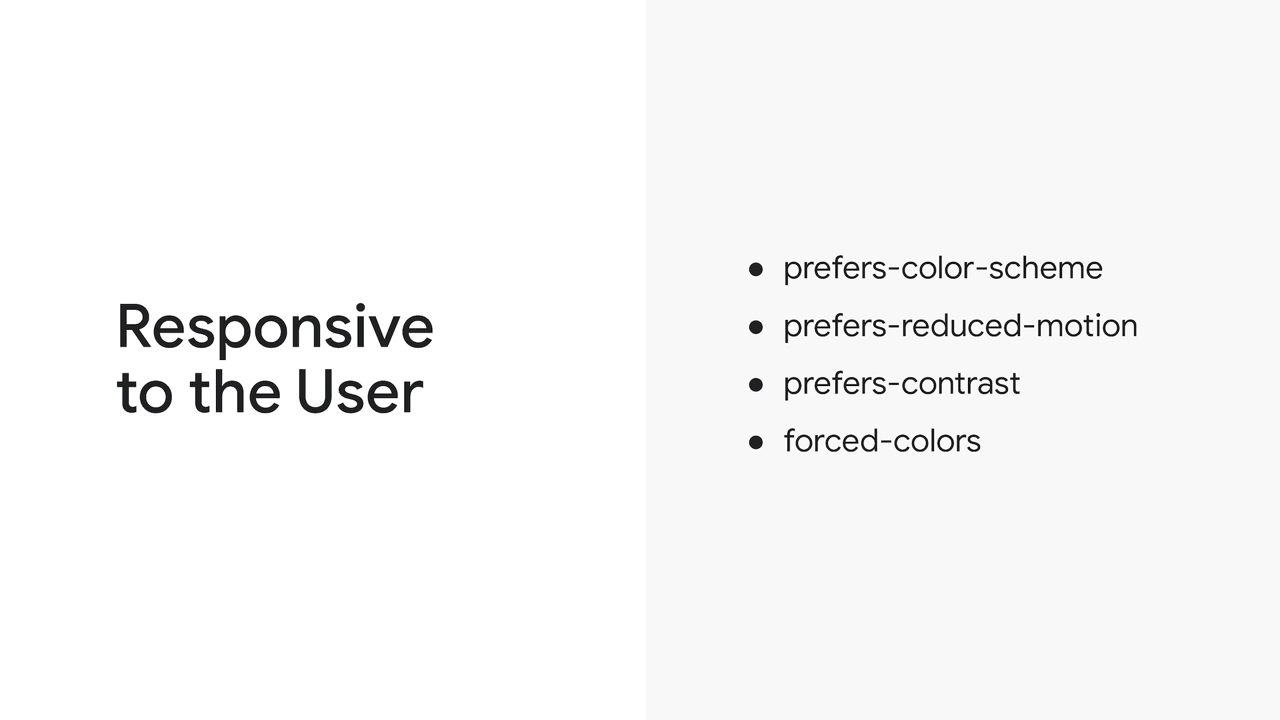 Responsive
to the User
● prefers-color-scheme
● prefers-reduced-motion
● prefers-contrast
● forced-colors